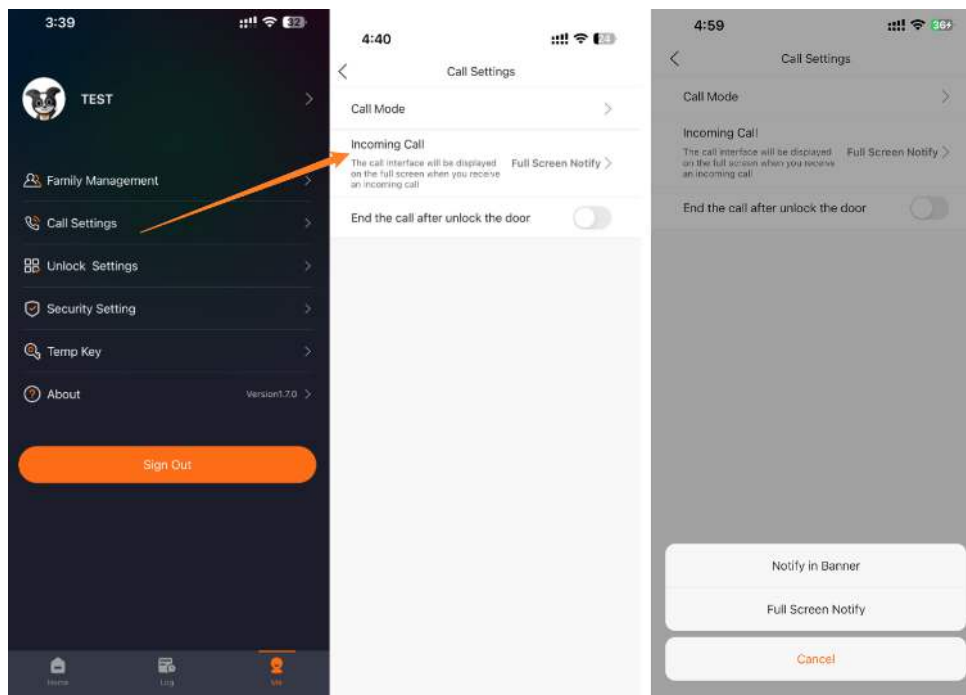 3:39
32
TEST
Family Management
Call Settings
Unlock Settings
Security Setting
Temp Key
About
Version1.7.0
Sign Out
Home
Log
Me
4:40
24
Call Settings
Call Mode
Incoming Call
The call interface will be displayed
on the full screen when you receive
an incoming call
Full Screen Notify
End the call after unlock the door
4:59
36
Call Settings
Call Mode
Incoming Call
The call interface will be displayed
on the full screen when you receive
an incoming call
Full Screen Notify
End the call after unlock the door
Notify in Banner
Full Screen Notify
Cancel